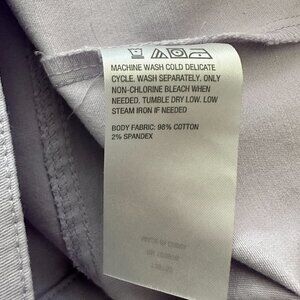 MACHINE WASH COLD DELICATE
CYCLE. WASH SEPARATELY. ONLY
NON-CHLORINE BLEACH WHEN
NEEDED. TUMBLE DRY LOW. LOW
STEAM IRON IF NEEDED
BODY FABRIC: 98% COTTON
2% SPANDEX